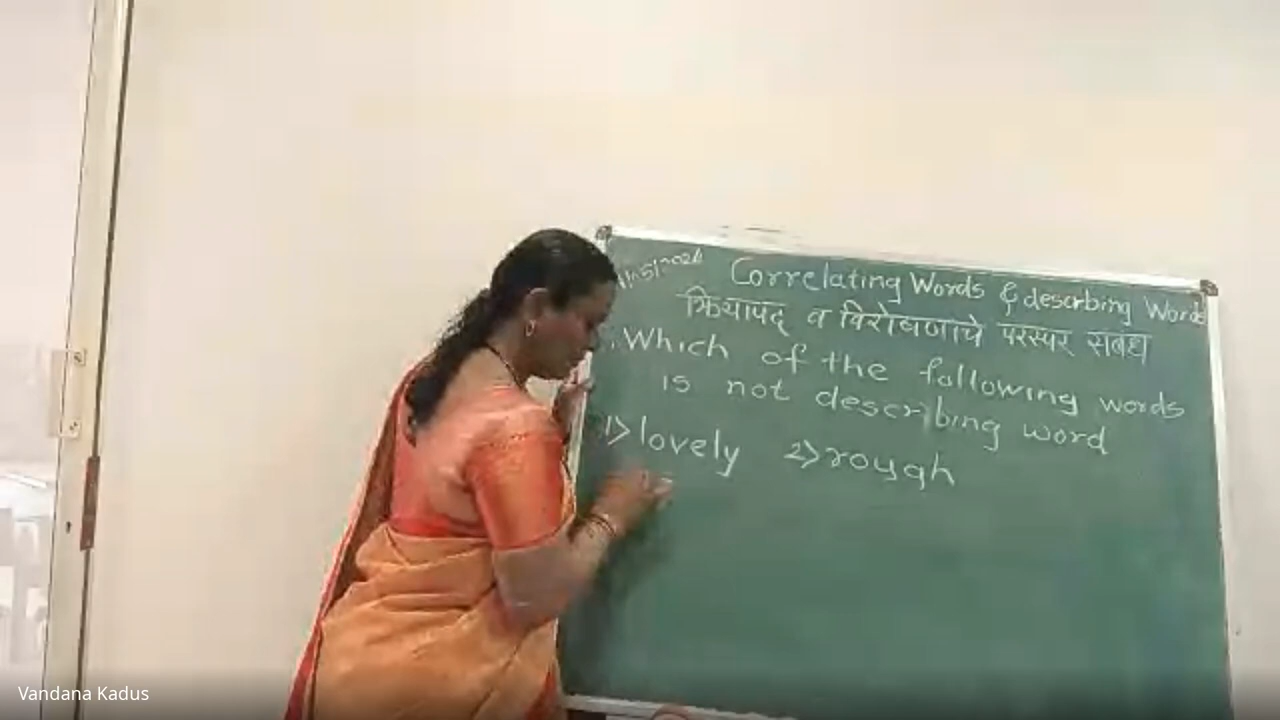 Correlating Words & describing Words
क्रियापद व विशेषणाचे परस्पर संबंध
Which of the following words
is not describing word
1> lovely 2> rough
Vandana Kadus